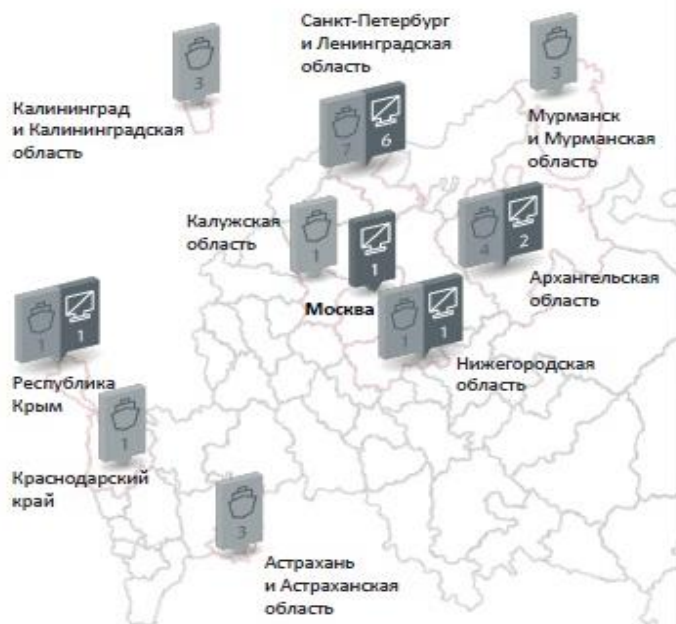 Санкт-Петербург
и Ленинградская
область
3
3
Калининград
и Калининградская
область
Мурманск
и Мурманская
область
7
6
Калужская
область
1
1
4
2
Москва
Архангельская
область
1
1
1
1
Нижегородская
область
Республика
Крым
1
Краснодарский
край
3
Астрахань
и Астраханская
область